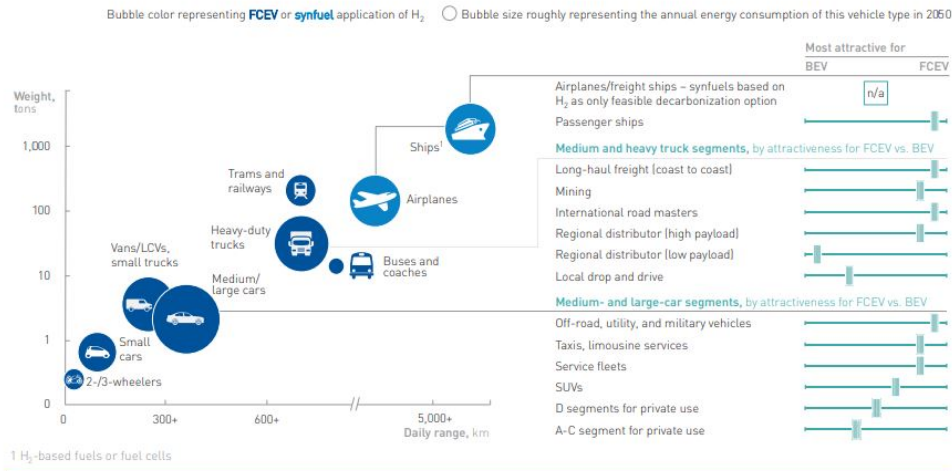 Bubble color representing FCEV or synfuel application of H₂
Bubble size roughly representing the annual energy consumption of this vehicle type in 2050
Most attractive for
BEV FCEV
Weight,
tons
1,000
100
10
1
0
0 300+ 600+ 5,000+
Daily range, km
Ships¹
Airplanes
Trams and
railways
Heavy-duty
trucks
Buses and
coaches
Vans/LCVs,
small trucks
Medium/
large cars
Small
cars
2-/3-wheelers
Airplanes/freight ships – synfuels based on
H₂ as only feasible decarbonization option
n/a
Passenger ships
Medium and heavy truck segments, by attractiveness for FCEV vs. BEV
Long-haul freight (coast to coast)
Mining
International road masters
Regional distributor (high payload)
Regional distributor (low payload)
Local drop and drive
Medium- and large-car segments, by attractiveness for FCEV vs. BEV
Off-road, utility, and military vehicles
Taxis, limousine services
Service fleets
SUVs
D segments for private use
A-C segment for private use
1 H₂-based fuels or fuel cells